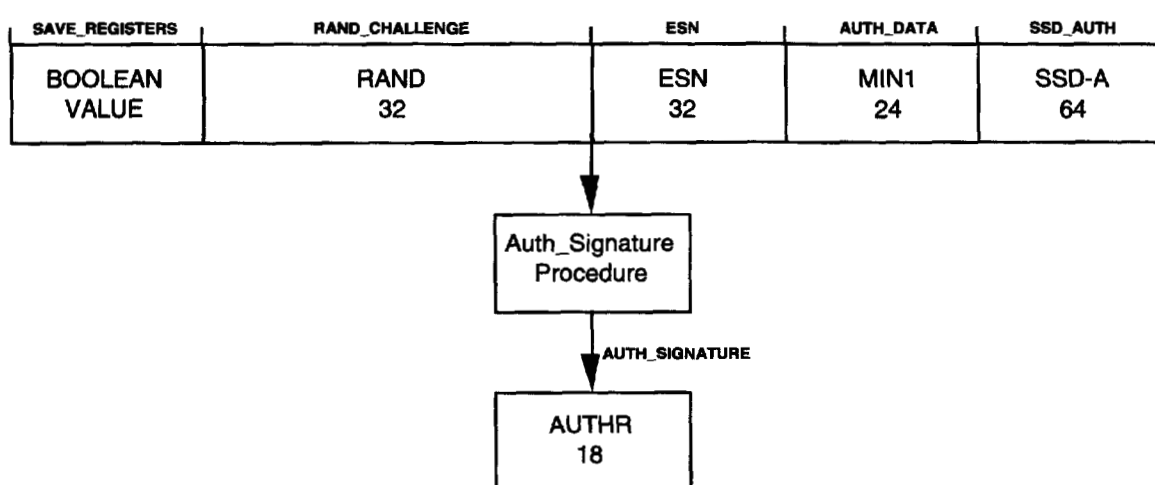 SAVE_REGISTERS RAND_CHALLENGE ESN AUTH_DATA SSD_AUTH
BOOLEAN RAND ESN MIN1 SSD-A
VALUE 32 32 24 64
Auth_Signature
Procedure
AUTH_SIGNATURE
AUTHR
18